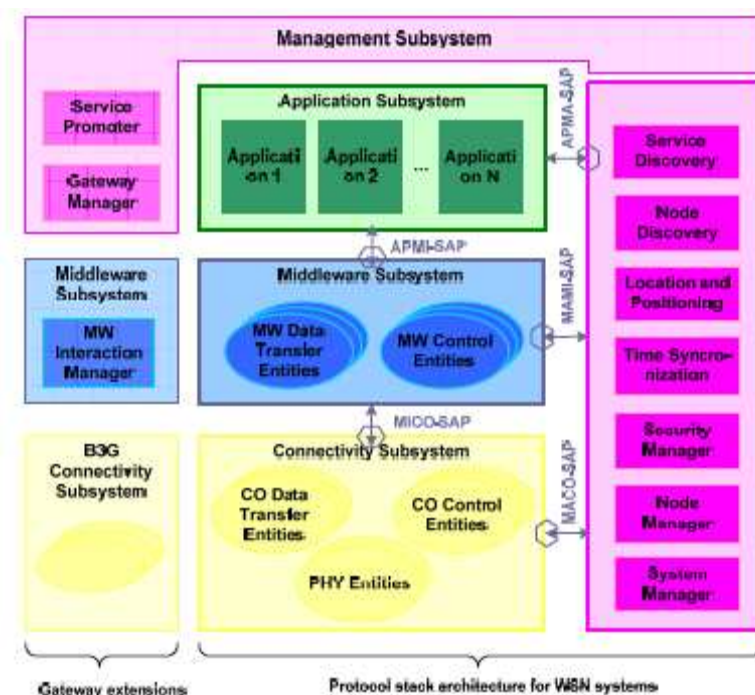 Management Subsystem
Service
Promoter
Gateway
Manager
Application Subsystem
Applicati
on 1
Applicati
on 2
...
Applicati
on N
APMA-SAP
Service
Discovery
Node
Discovery
Location and
Positioning
Time Syncro-
nization
Security
Manager
Node
Manager
System
Manager
APMI-SAP
Middleware
Subsystem
MW
Interaction
Manager
Middleware Subsystem
MW Data
Transfer
Entities
MW Control
Entities
MAMI-SAP
MICO-SAP
B3G
Connectivity
Subsystem
Connectivity Subsystem
CO Data
Transfer
Entities
CO Control
Entities
PHY Entities
MACO-SAP
Gateway extensions
Protocol stack architecture for WSN systems